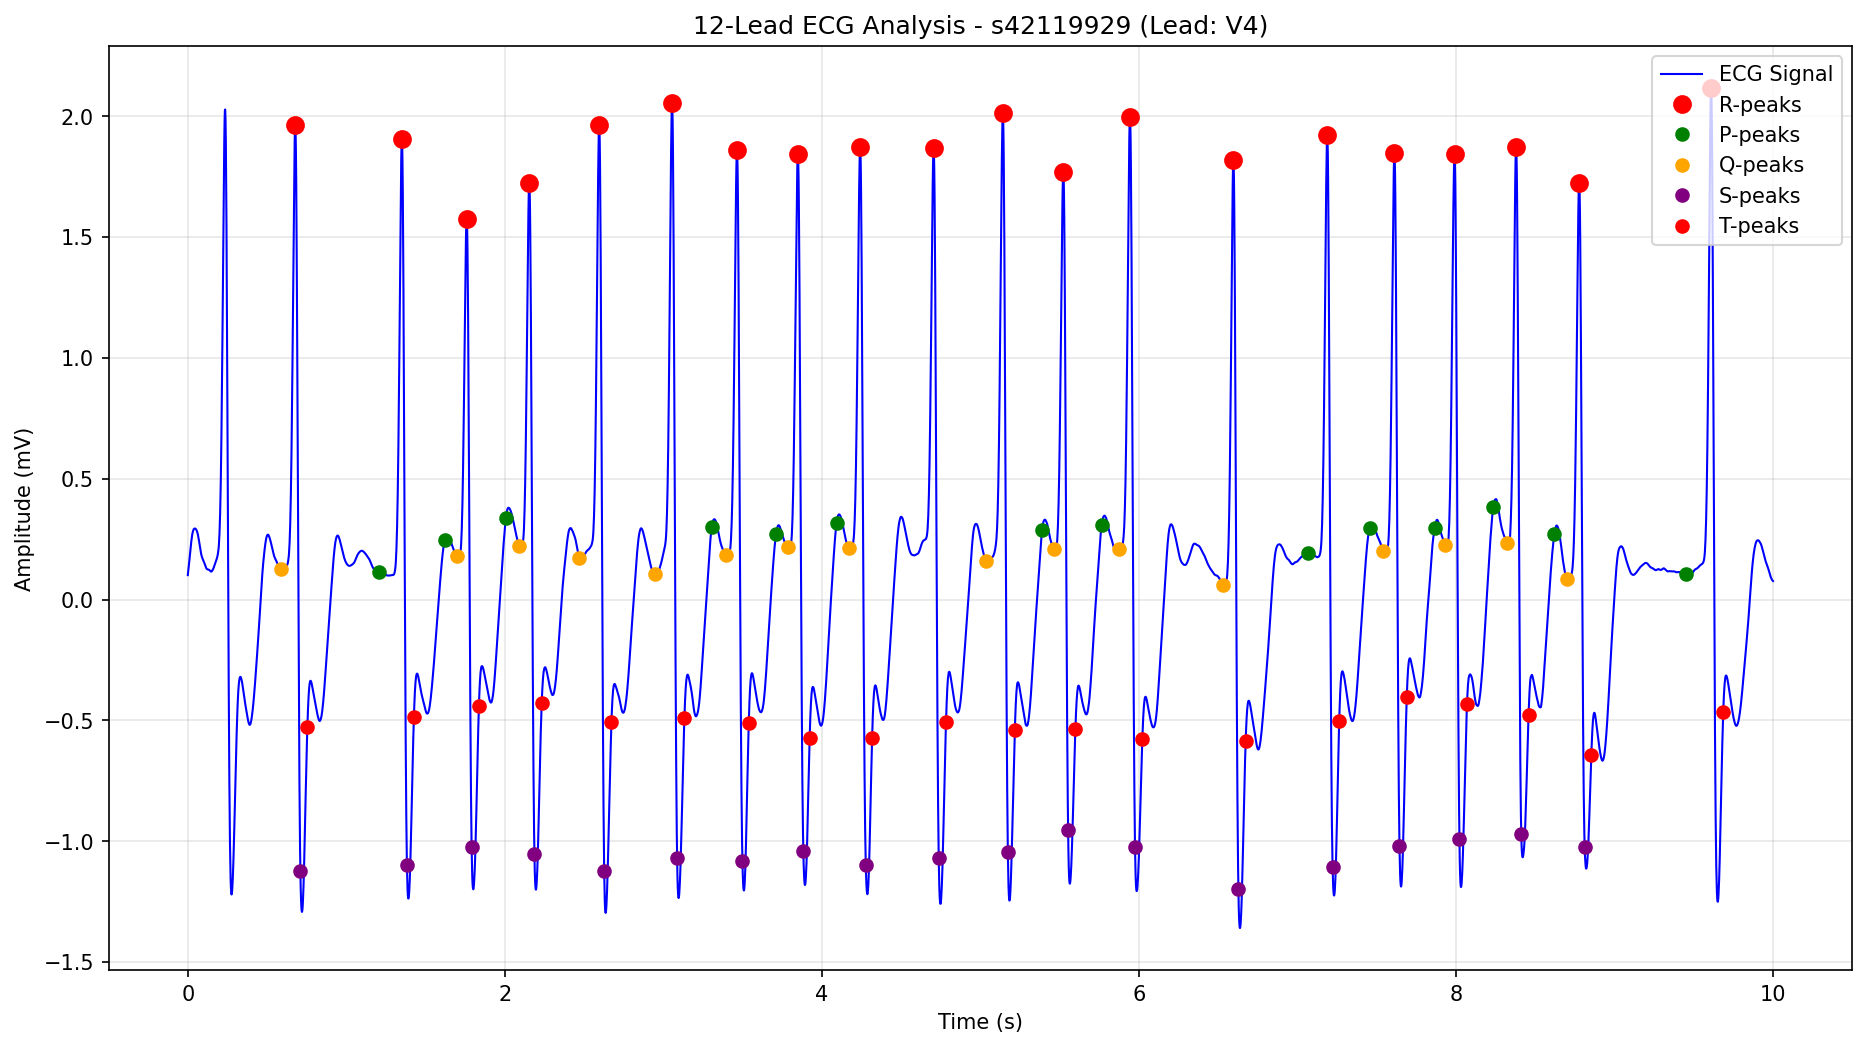 12-Lead ECG Analysis - s42119929 (Lead: V4)
ECG Signal
R-peaks
P-peaks
Q-peaks
S-peaks
T-peaks
Amplitude (mV)
2.0
1.5
1.0
0.5
0.0
−0.5
−1.0
−1.5
0 2 4 6 8 10
Time (s)